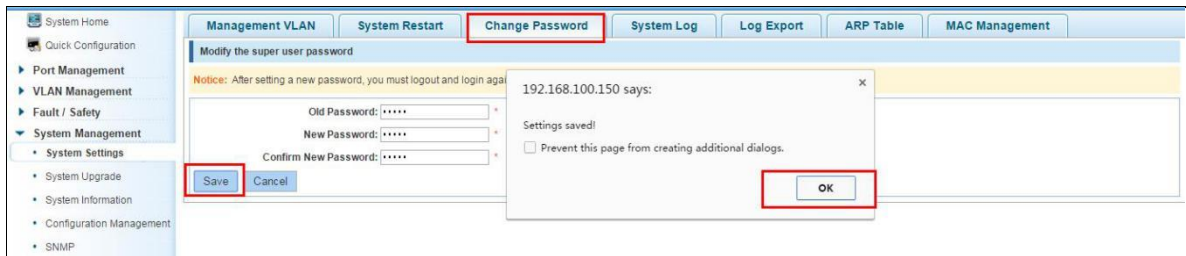 System Home
Quick Configuration
Port Management
VLAN Management
Fault / Safety
System Management
System Settings
System Upgrade
System Information
Configuration Management
SNMP
Management VLAN System Restart Change Password System Log Log Export ARP Table MAC Management
Modify the super user password
Notice: After setting a new password, you must logout and login agai
Old Password: ••••• *
New Password: ••••• *
Confirm New Password: ••••• *
Save Cancel
192.168.100.150 says: ×
Settings saved!
Prevent this page from creating additional dialogs.
OK